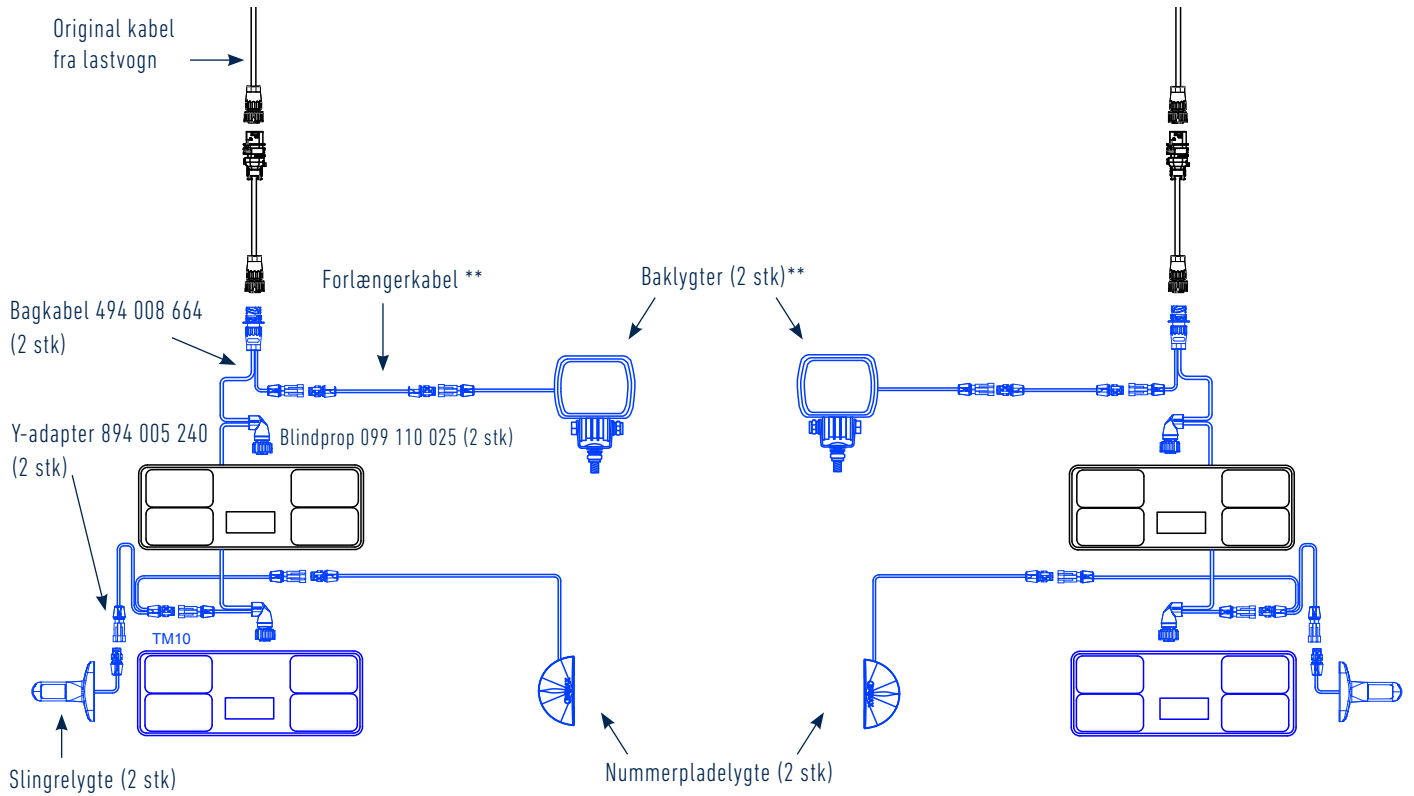 Original kabel
fra lastvogn
Forlængerkabel **
Baklygter (2 stk)**
Bagkabel 494 008 664
(2 stk)
Y-adapter 894 005 240
(2 stk)
Blindprop 099 110 025 (2 stk)
TM10
Slingrelygte (2 stk)
Nummerpladelygte (2 stk)